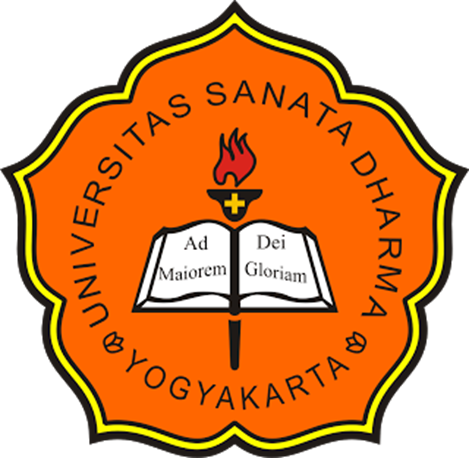 UNIVERSITAS SANATA DHARMA
Ad
Maiorem
Dei
Gloriam
YOGYAKARTA